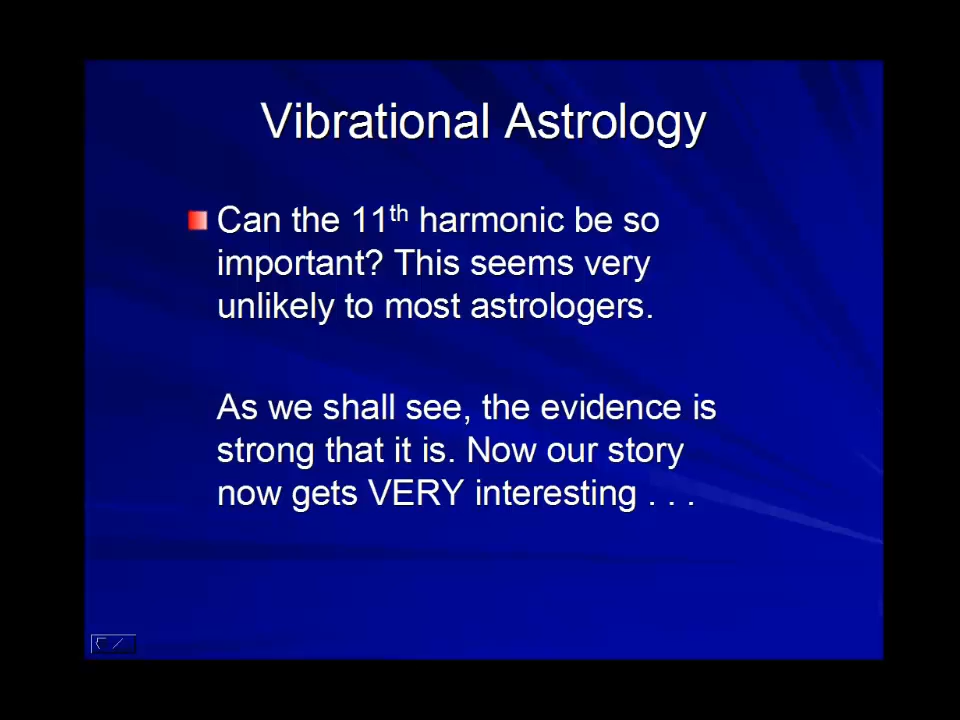 Vibrational Astrology
Can the 11th harmonic be so
important? This seems very
unlikely to most astrologers.
As we shall see, the evidence is
strong that it is. Now our story
now gets VERY interesting . . .